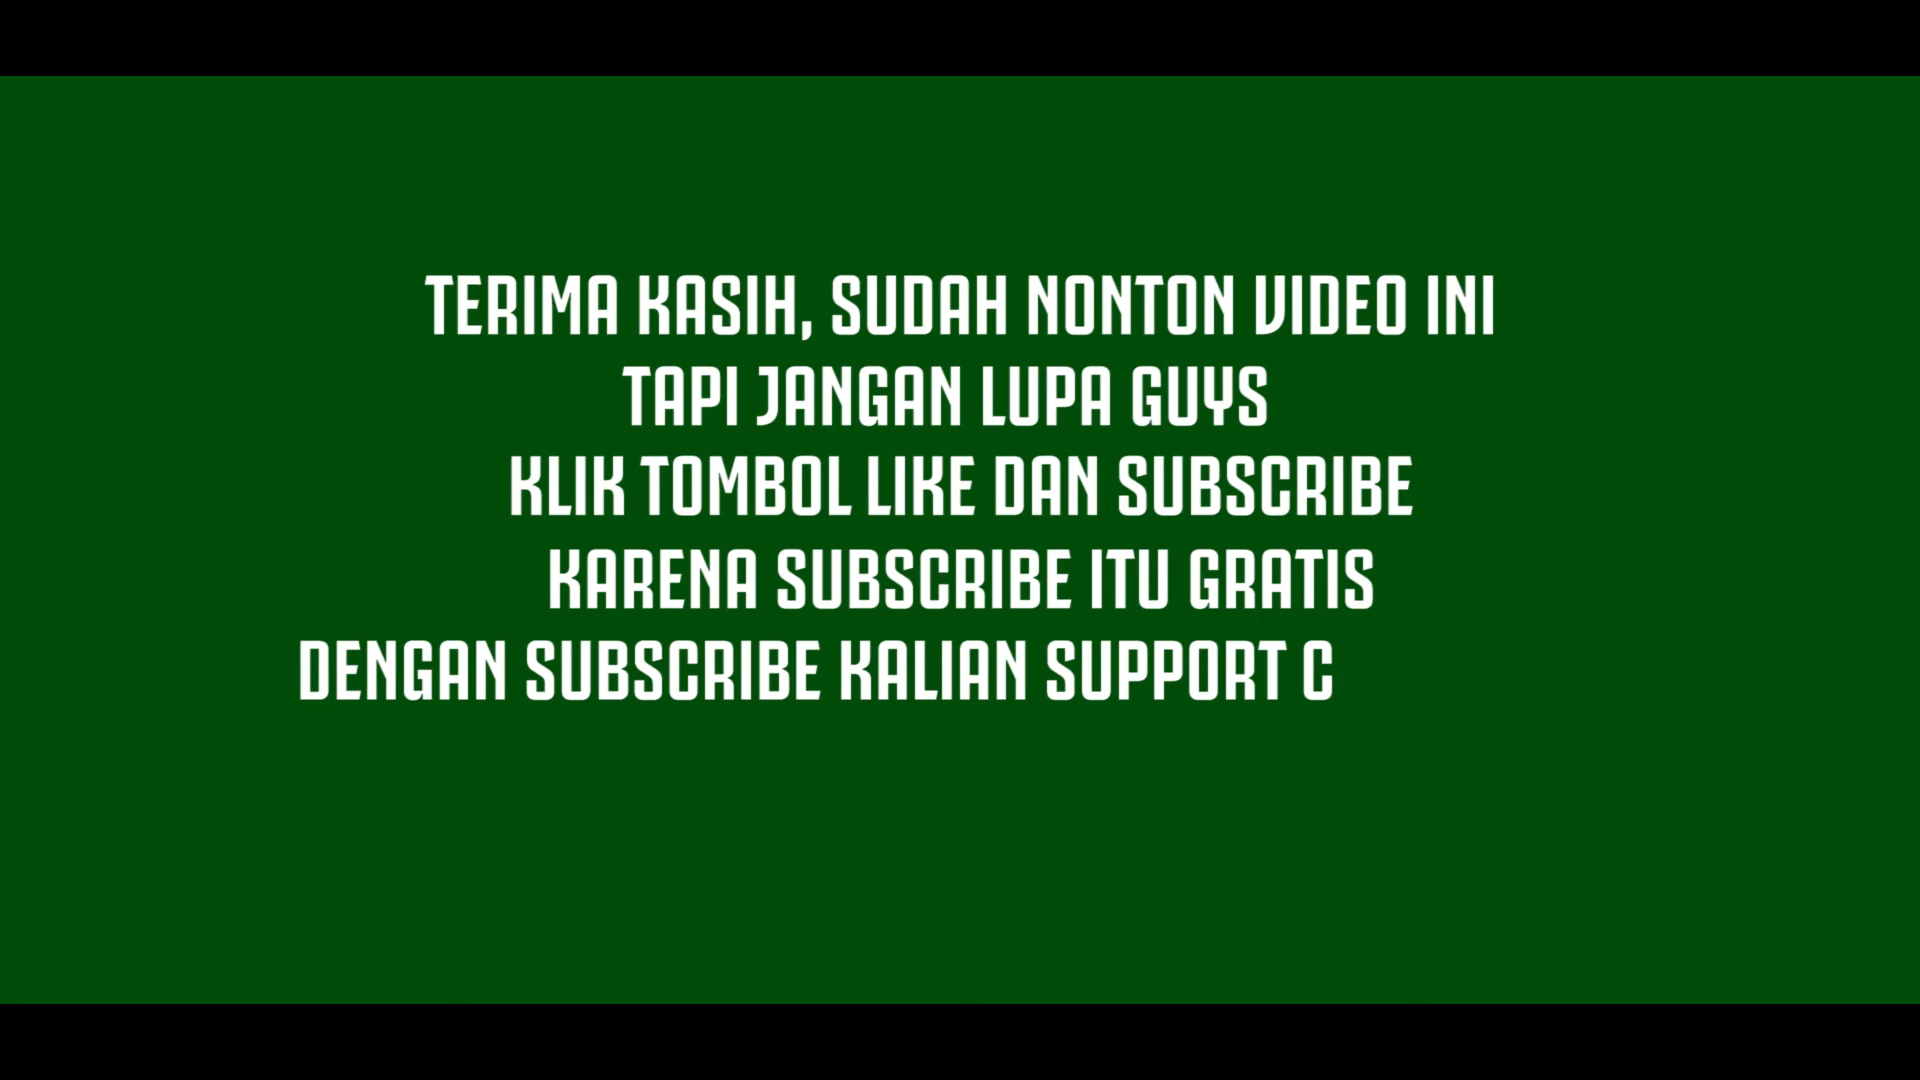 TERIMA KASIH, SUDAH NONTON VIDEO INI
TAPI JANGAN LUPA GUYS
KLIK TOMBOL LIKE DAN SUBSCRIBE
KARENA SUBSCRIBE ITU GRATIS
DENGAN SUBSCRIBE KALIAN SUPPORT C